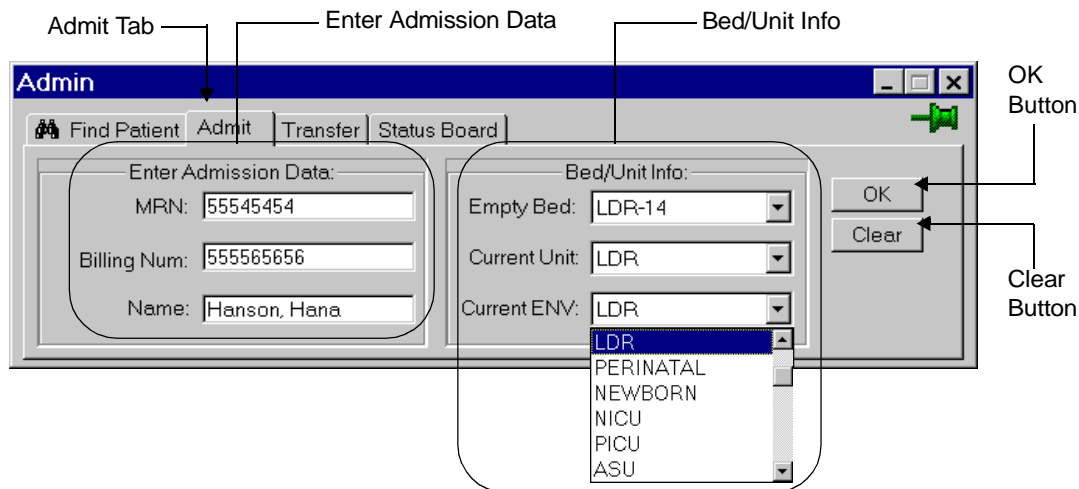 Admit Tab
Enter Admission Data
Bed/Unit Info
Admin
OK
Button
Find Patient Admit Transfer Status Board
Enter Admission Data:
Bed/Unit Info:
MRN: 55545454
Empty Bed: LDR-14
OK
Billing Num: 555565656
Current Unit: LDR
Clear
Name: Hanson, Hana
Current ENV: LDR
Clear
Button
LDR
PERINATAL
NEWBORN
NICU
PICU
ASU